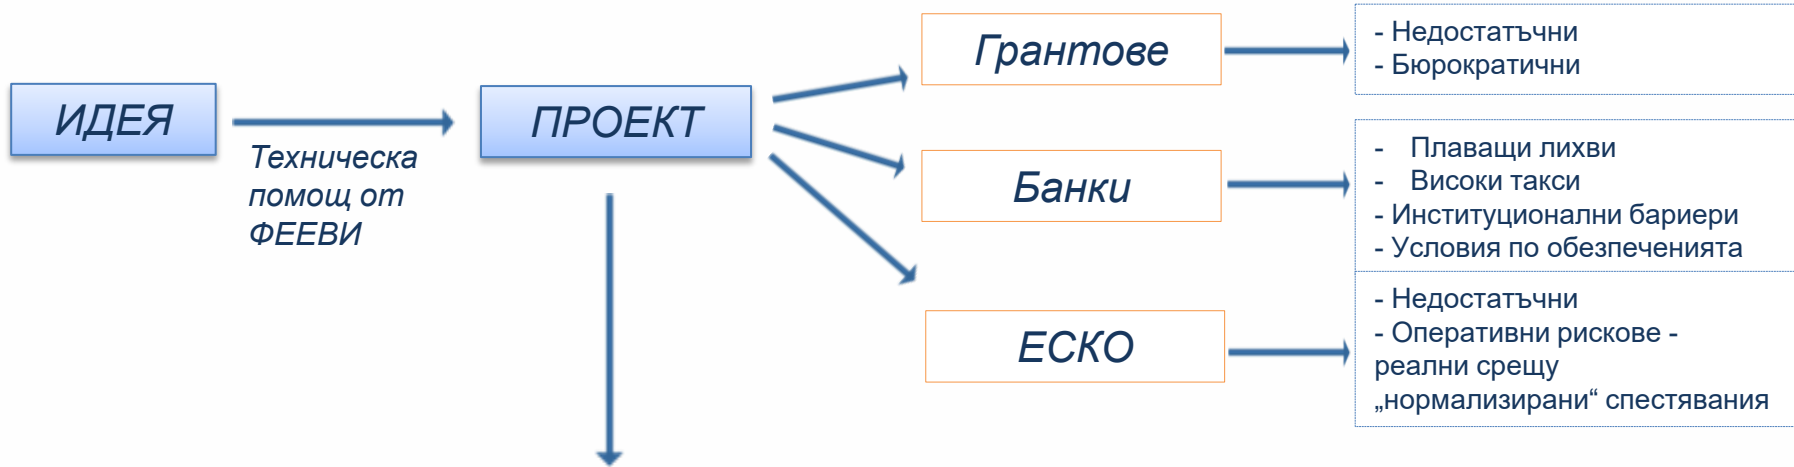 ИДЕЯ
Техническа
помощ от
ФЕЕВИ
ПРОЕКТ
Грантове
- Недостатъчни
- Бюрократични
Банки
- Плаващи лихви
- Високи такси
- Институционални бариери
- Условия по обезпеченията
ЕСКО
- Недостатъчни
- Оперативни рискове -
реални срещу
„нормализирани“ спестявания